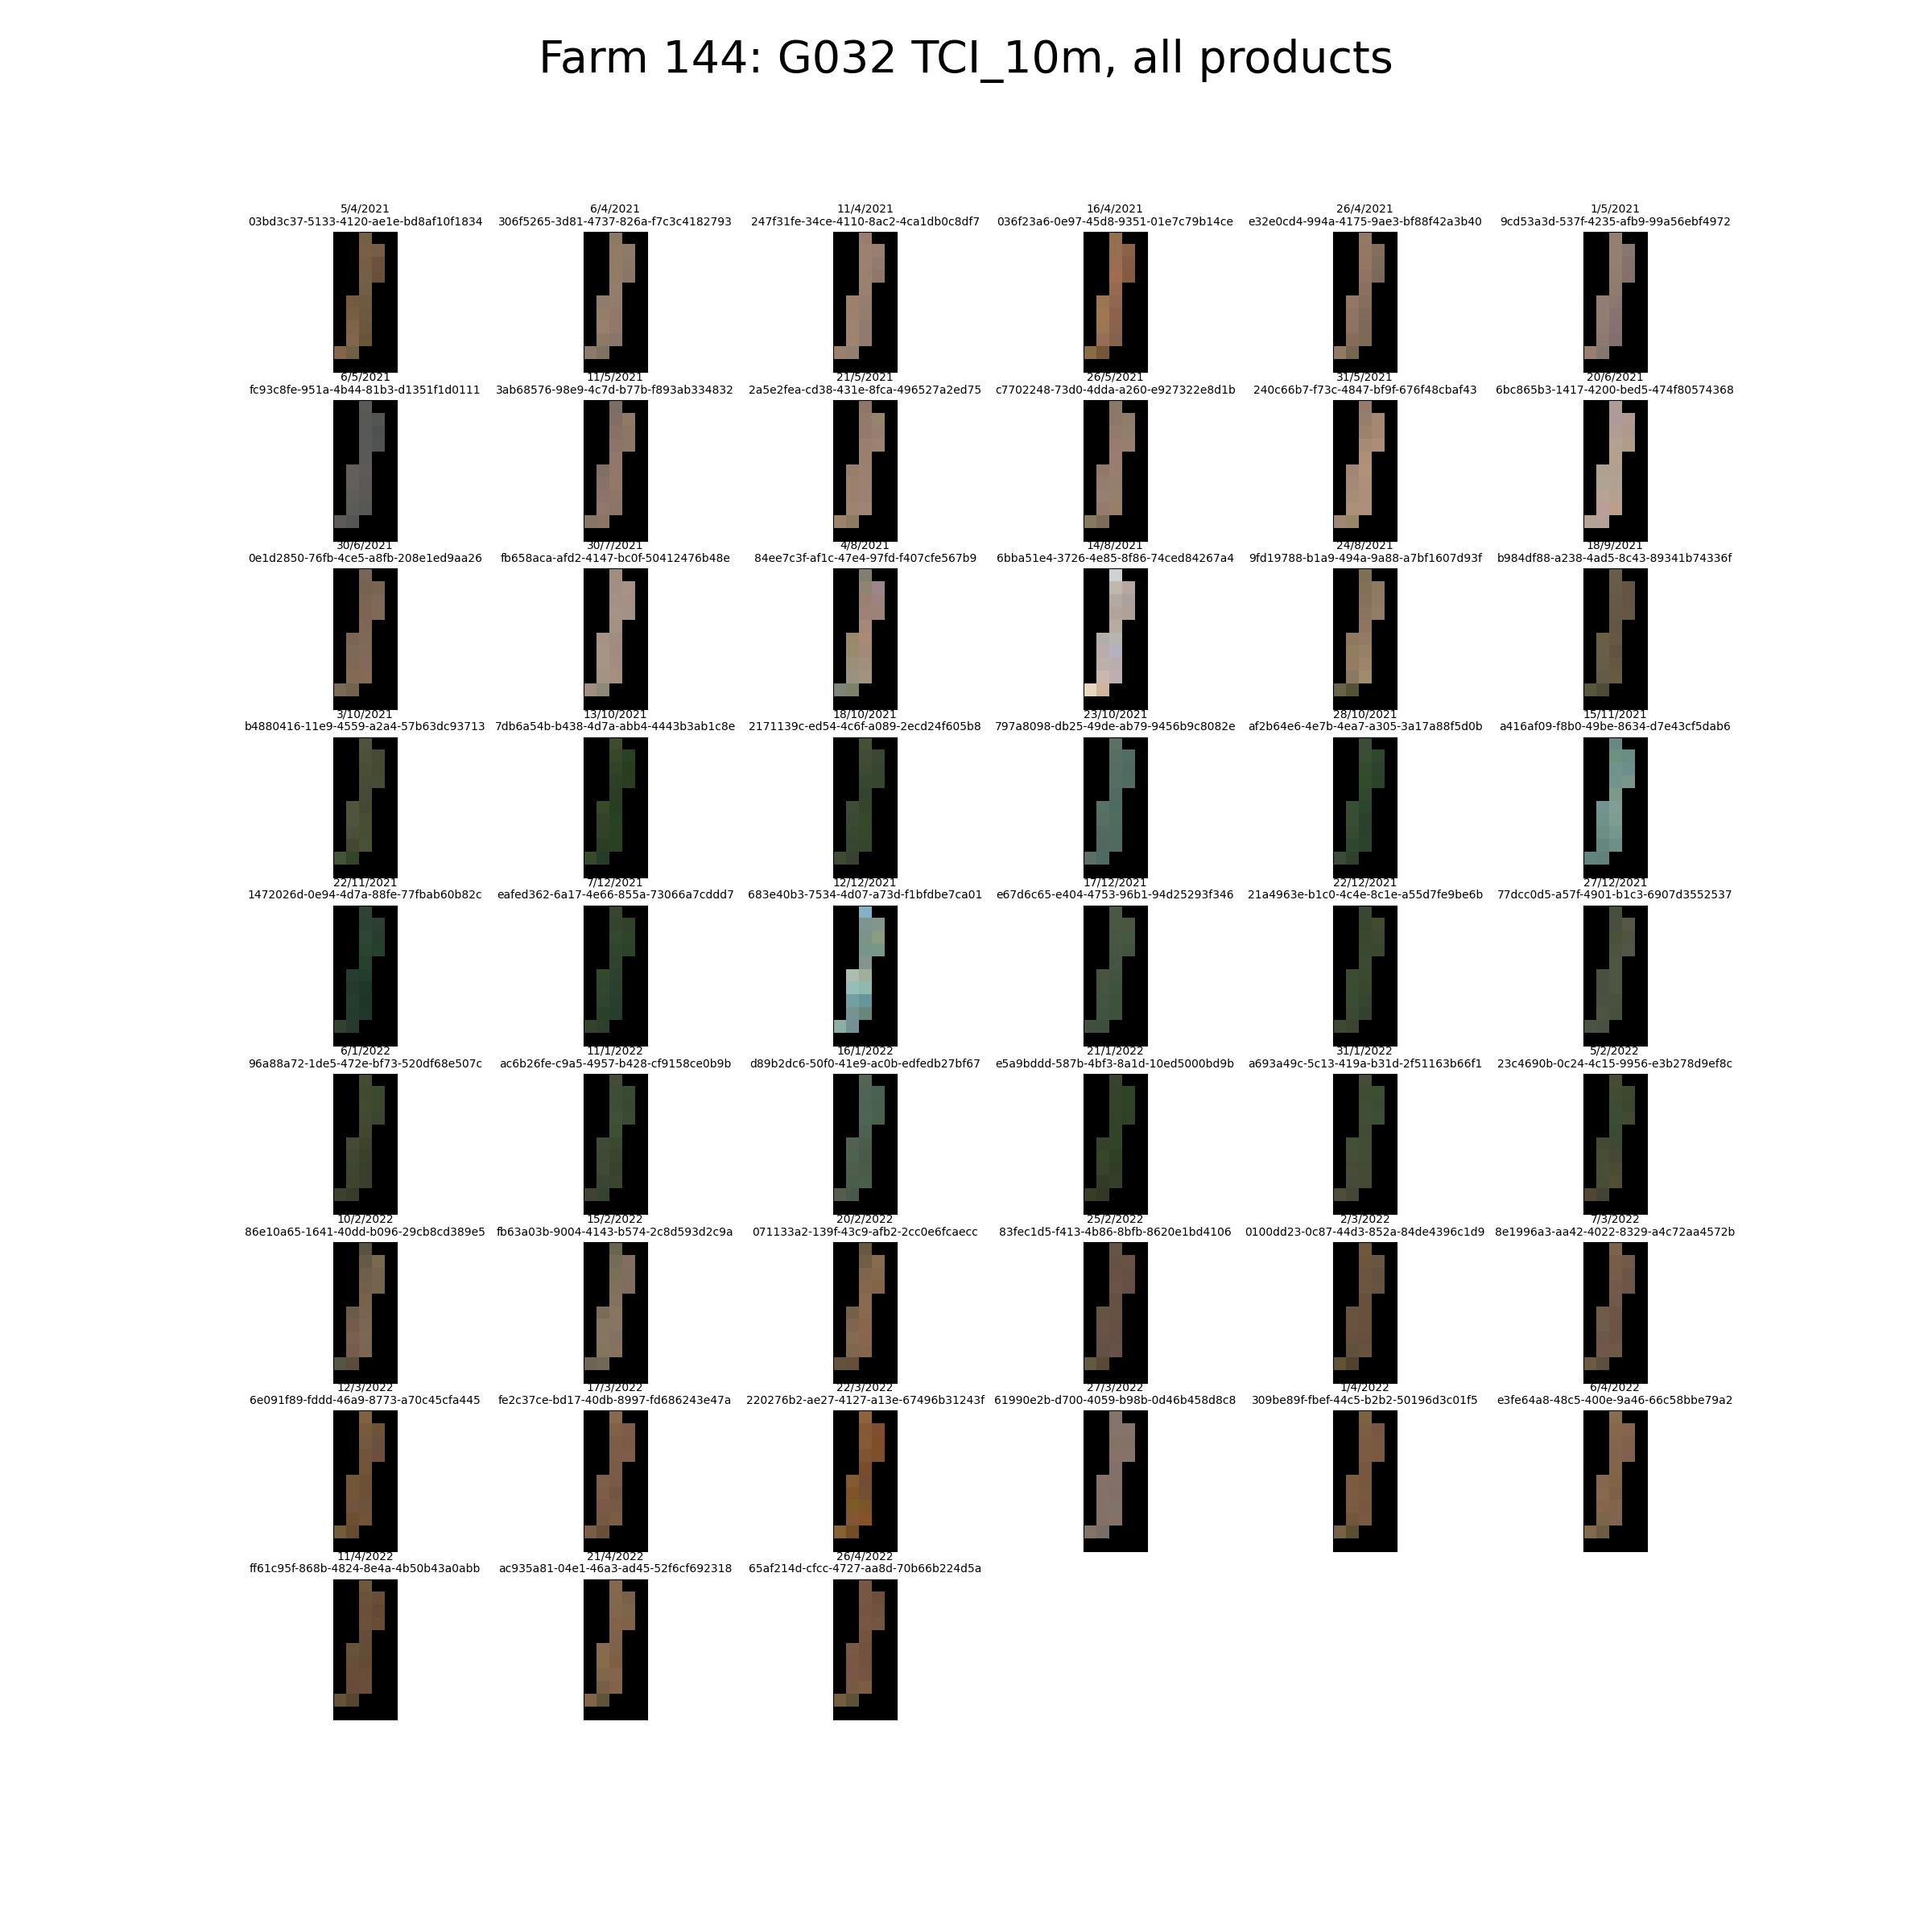 Farm 144: G032 TCI_10m, all products
5/4/2021 6/4/2021 11/4/2021 16/4/2021 26/4/2021 1/5/2021
03bd3c37-5133-4120-ae1e-bd8af10f1834 306f5265-3d81-4737-826a-f7c3c4182793 247f31fe-34ce-4110-8ac2-4ca1db0c8df7 036f23a6-0e97-45d8-9351-01e7c79b14ce e32e0cd4-994a-4175-9ae3-bf88f42a3b40 9cd53a3d-537f-4235-afb9-99a56ebf4972
6/5/2021 11/5/2021 21/5/2021 26/5/2021 31/5/2021 20/6/2021
fc93c8fe-951a-4b44-81b3-d1351f1d0111 3ab68576-98e9-4c7d-b77b-f893ab334832 2a5e2fea-cd38-431e-8fca-496527a2ed75 c7702248-73d0-4dda-a260-e927322e8d1b 240c66b7-f73c-4847-bf9f-676f48cbaf43 6bc865b3-1417-4200-bed5-474f80574368
30/6/2021 30/7/2021 4/8/2021 14/8/2021 24/8/2021 18/9/2021
0e1d2850-76fb-4ce5-a8fb-208e1ed9aa26 fb658aca-afd2-4147-bc0f-50412476b48e 84ee7c3f-af1c-47e4-97fd-f407cfe567b9 6bba51e4-3726-4e85-8f86-74ced84267a4 9fd19788-b1a9-494a-9a88-a7bf1607d93f b984df88-a238-4ad5-8c43-89341b74336f
3/10/2021 13/10/2021 18/10/2021 23/10/2021 28/10/2021 15/11/2021
b4880416-11e9-4559-a2a4-57b63dc93713 7db6a54b-b438-4d7a-abb4-4443b3ab1c8e 2171139c-ed54-4c6f-a089-2ecd24f605b8 797a8098-db25-49de-ab79-9456b9c8082e af2b64e6-4e7b-4ea7-a305-3a17a88f5d0b a416af09-f8b0-49be-8634-d7e43cf5dab6
22/11/2021 7/12/2021 12/12/2021 17/12/2021 22/12/2021 27/12/2021
1472026d-0e94-4d7a-88fe-77fbab60b82c eafed362-6a17-4e66-855a-73066a7cddd7 683e40b3-7534-4d07-a73d-f1bfdbe7ca01 e67d6c65-e404-4753-96b1-94d25293f346 21a4963e-b1c0-4c4e-8c1e-a55d7fe9be6b 77dcc0d5-a57f-4901-b1c3-6907d3552537
6/1/2022 11/1/2022 16/1/2022 21/1/2022 31/1/2022 5/2/2022
96a88a72-1de5-472e-bf73-520df68e507c ac6b26fe-c9a5-4957-b428-cf9158ce0b9b d89b2dc6-50f0-41e9-ac0b-edfedb27bf67 e5a9bddd-587b-4bf3-8a1d-10ed5000bd9b a693a49c-5c13-419a-b31d-2f51163b66f1 23c4690b-0c24-4c15-9956-e3b278d9ef8c
10/2/2022 15/2/2022 20/2/2022 25/2/2022 2/3/2022 7/3/2022
86e10a65-1641-40dd-b096-29cb8cd389e5 fb63a03b-9004-4143-b574-2c8d593d2c9a 071133a2-139f-43c9-afb2-2cc0e6fcaecc 83fec1d5-f413-4b86-8bfb-8620e1bd4106 0100dd23-0c87-44d3-852a-84de4396c1d9 8e1996a3-aa42-4022-8329-a4c72aa4572b
12/3/2022 17/3/2022 22/3/2022 27/3/2022 1/4/2022 6/4/2022
6e091f89-fddd-46a9-8773-a70c45cfa445 fe2c37ce-bd17-40db-8997-fd686243e47a 220276b2-ae27-4127-a13e-67496b31243f 61990e2b-d700-4059-b98b-0d46b458d8c8 309be89f-fbef-44c5-b2b2-50196d3c01f5 e3fe64a8-48c5-400e-9a46-66c58bbe79a2
11/4/2022 21/4/2022 26/4/2022
ff61c95f-868b-4824-8e4a-4b50b43a0abb ac935a81-04e1-46a3-ad45-52f6cf692318 65af214d-cfcc-4727-aa8d-70b66b224d5a